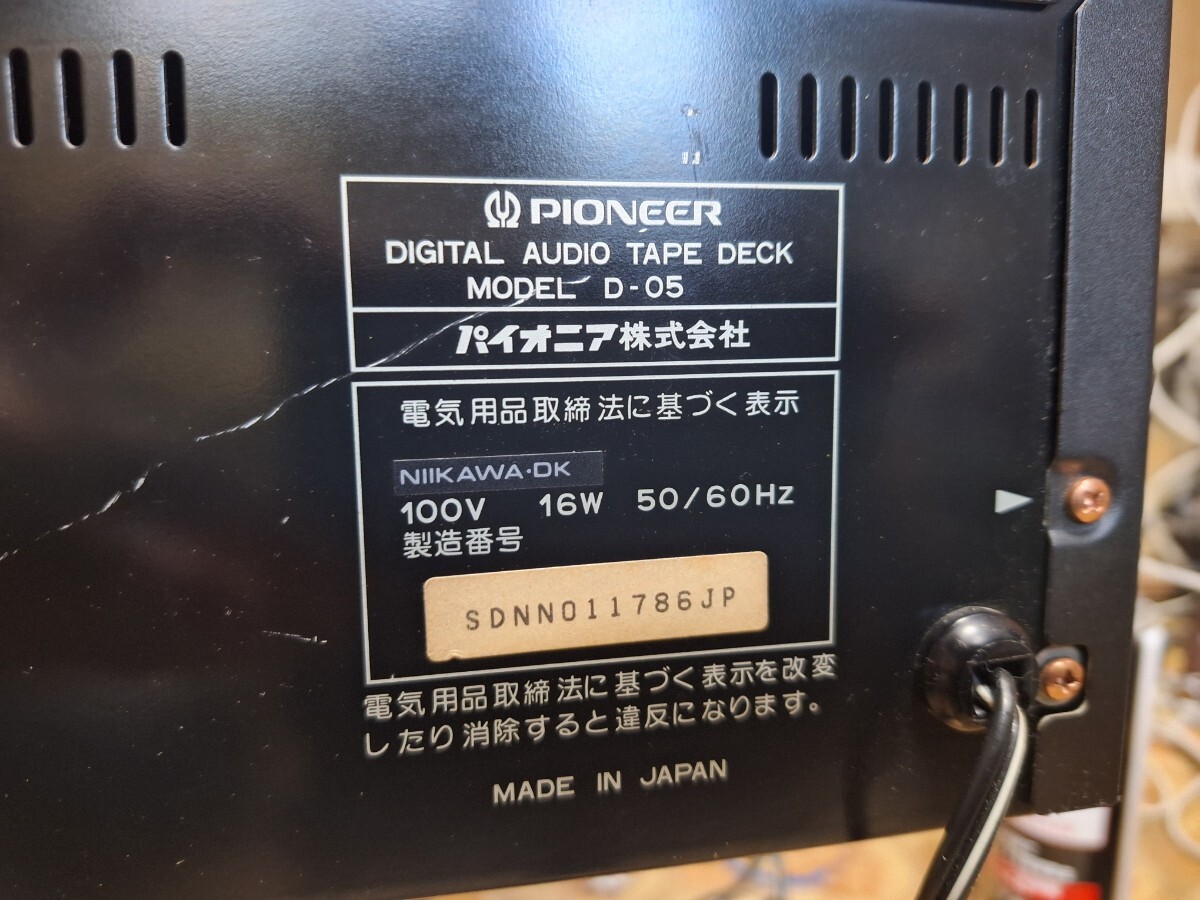 PIONEER
DIGITAL AUDIO TAPE DECK
MODEL D-05
パイオニア株式会社
電気用品取締法に基づく表示
NIIKAWA·DK
100V 16W 50/60Hz
製造番号
SDNN011786JP
電気用品取締法に基づく表示を改変
したり消除すると違反になります。
MADE IN JAPAN